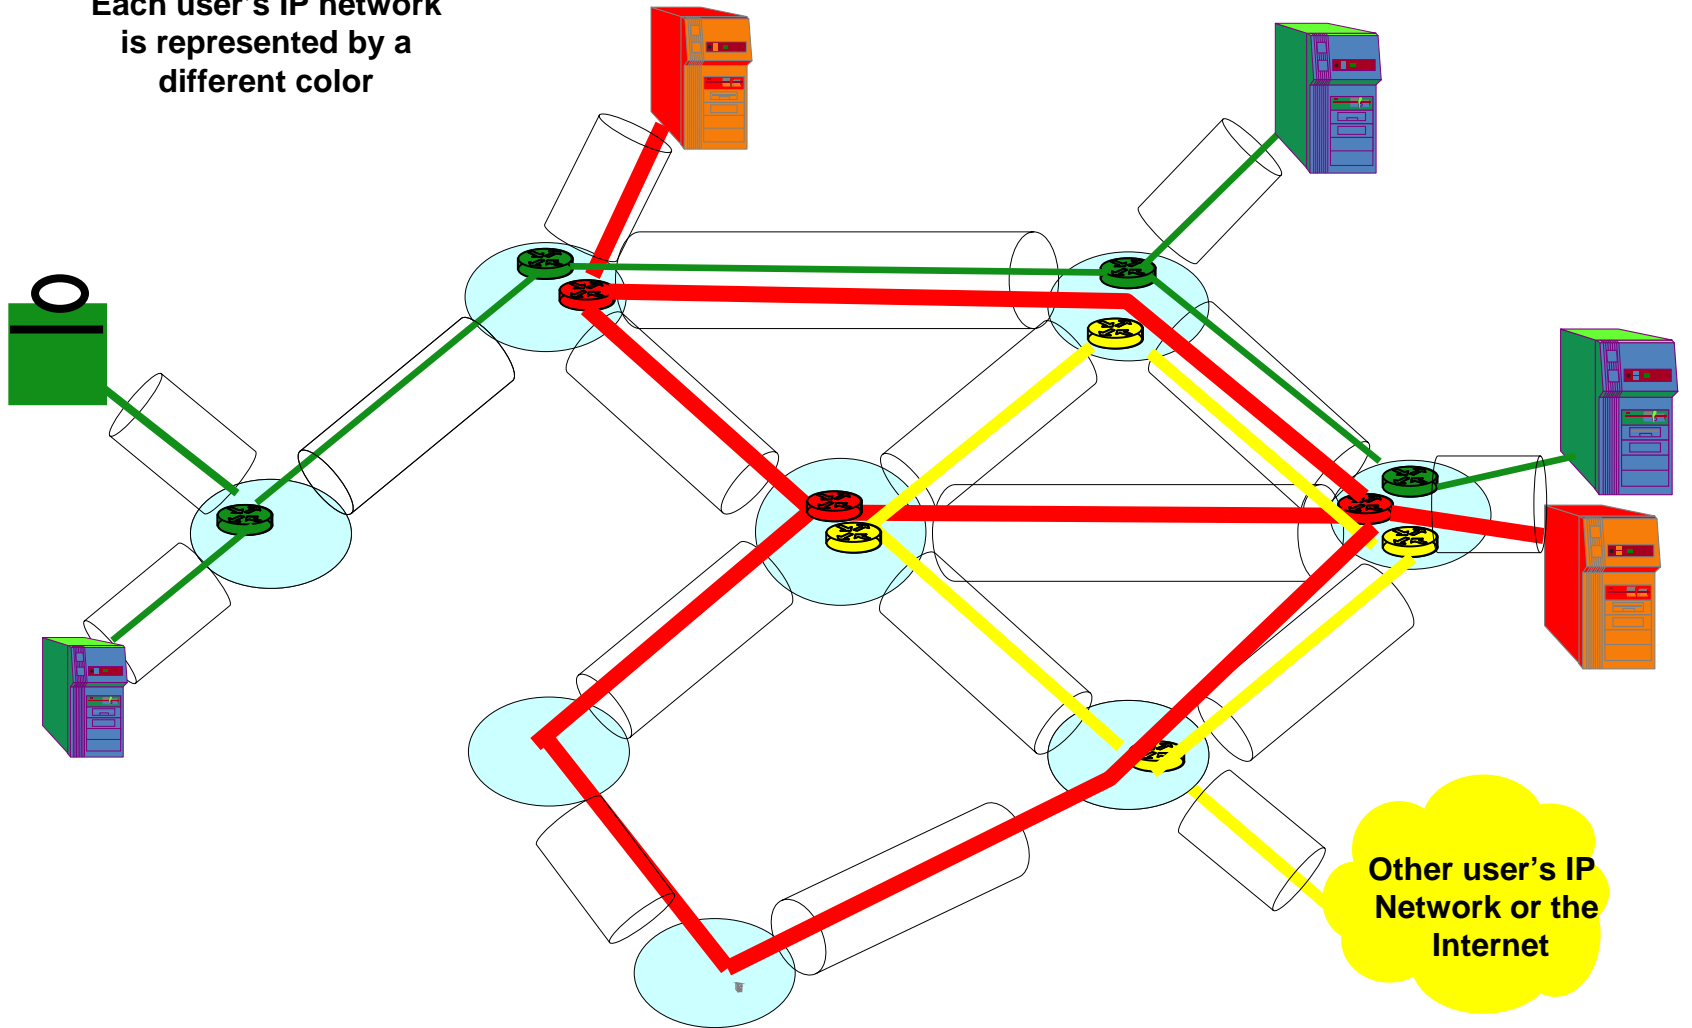 Each user’s IP network
is represented by a
different color
Other user’s IP
Network or the
Internet